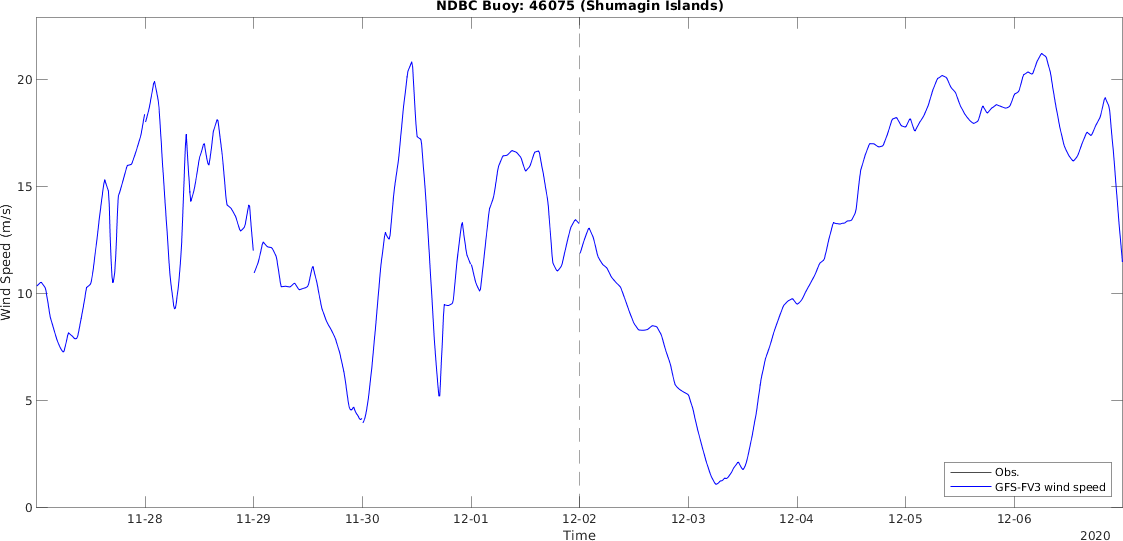 NDBC Buoy: 46075 (Shumagin Islands)
20
15
10
5
0
Wind Speed (m/s)
11-28 11-29 11-30 12-01 12-02 12-03 12-04 12-05 12-06
Time
2020
Obs.
GFS-FV3 wind speed